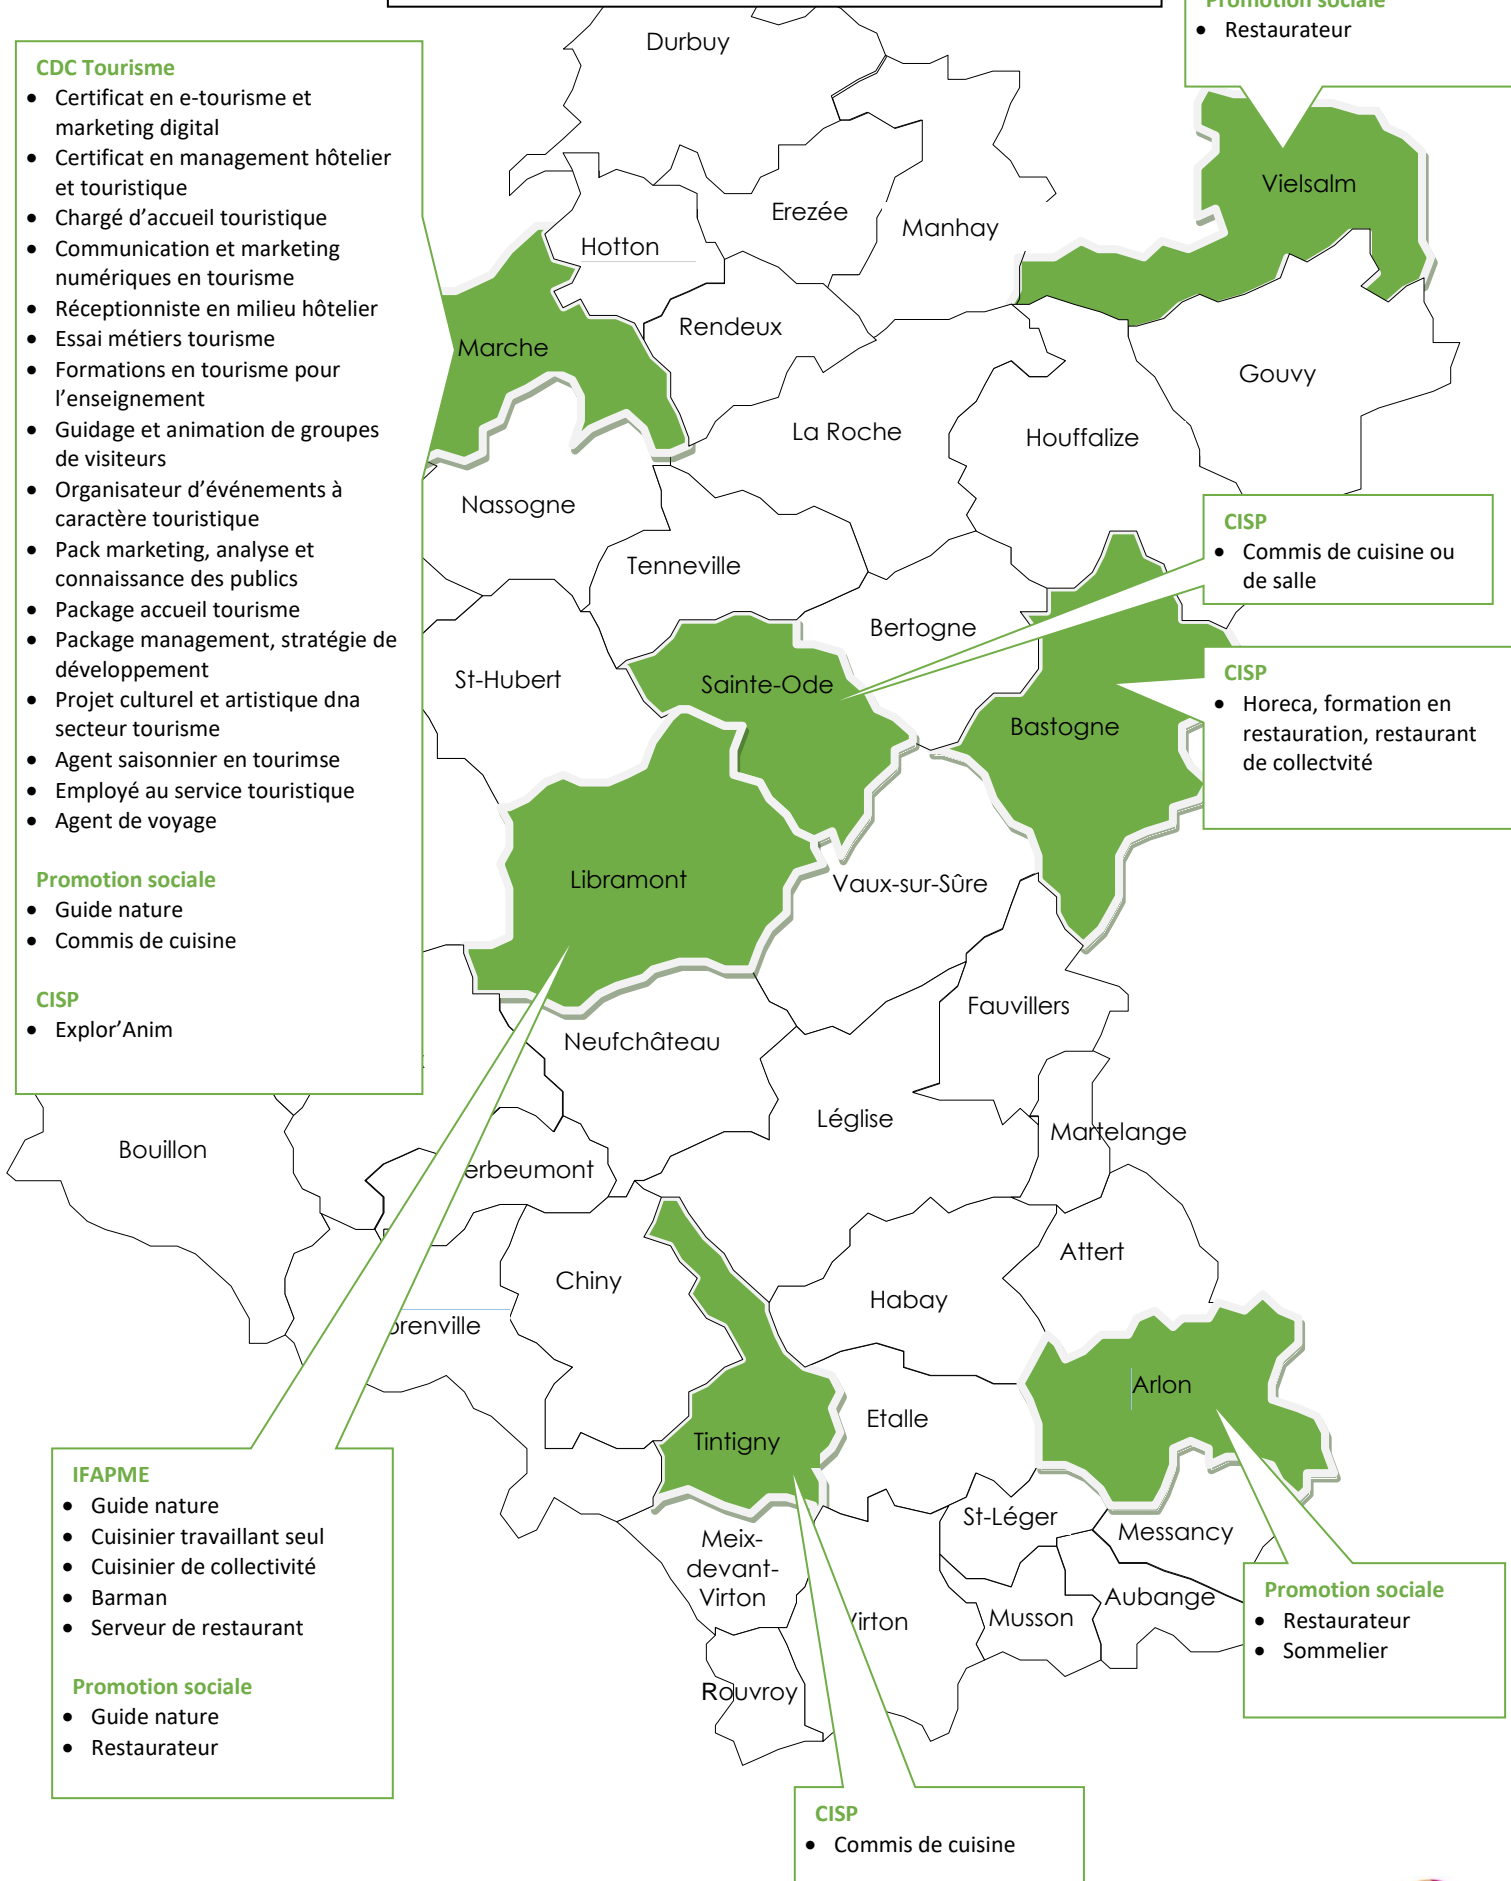 Promotion sociale
• Restaurateur
CDC Tourisme
• Certificat en e-tourisme et
marketing digital
• Certificat en management hôtelier
et touristique
• Chargé d’accueil touristique
• Communication et marketing
numériques en tourisme
• Réceptionniste en milieu hôtelier
• Essai métiers tourisme
• Formations en tourisme pour
l’enseignement
• Guidage et animation de groupes
de visiteurs
• Organisateur d’événements à
caractère touristique
• Pack marketing, analyse et
connaissance des publics
• Package accueil tourisme
• Package management, stratégie de
développement
• Projet culturel et artistique dna
secteur tourisme
• Agent saisonnier en tourimse
• Employé au service touristique
• Agent de voyage
Promotion sociale
• Guide nature
• Commis de cuisine
CISP
• Explor’Anim
Durbuy
Vielsalm
Erezée
Manhay
Hotton
Rendeux
Marche
Gouvy
La Roche
Houffalize
Nassogne
CISP
• Commis de cuisine ou
de salle
Tenneville
Bertogne
St-Hubert
Sainte-Ode
Bastogne
CISP
• Horeca, formation en
restauration, restaurant
de collectvité
Libramont
Vaux-sur-Sûre
Fauvillers
Neufchâteau
Léglise
Martelange
Bouillon
erbeumont
Attert
Chiny
Habay
orenville
Arlon
Etalle
Tintigny
IFAPME
• Guide nature
• Cuisinier travaillant seul
• Cuisinier de collectivité
• Barman
• Serveur de restaurant
Promotion sociale
• Guide nature
• Restaurateur
St-Léger
Messancy
Meix-
devant-
Virton
Aubange
Musson
irton
Rouvroy
Promotion sociale
• Restaurateur
• Sommelier
CISP
• Commis de cuisine